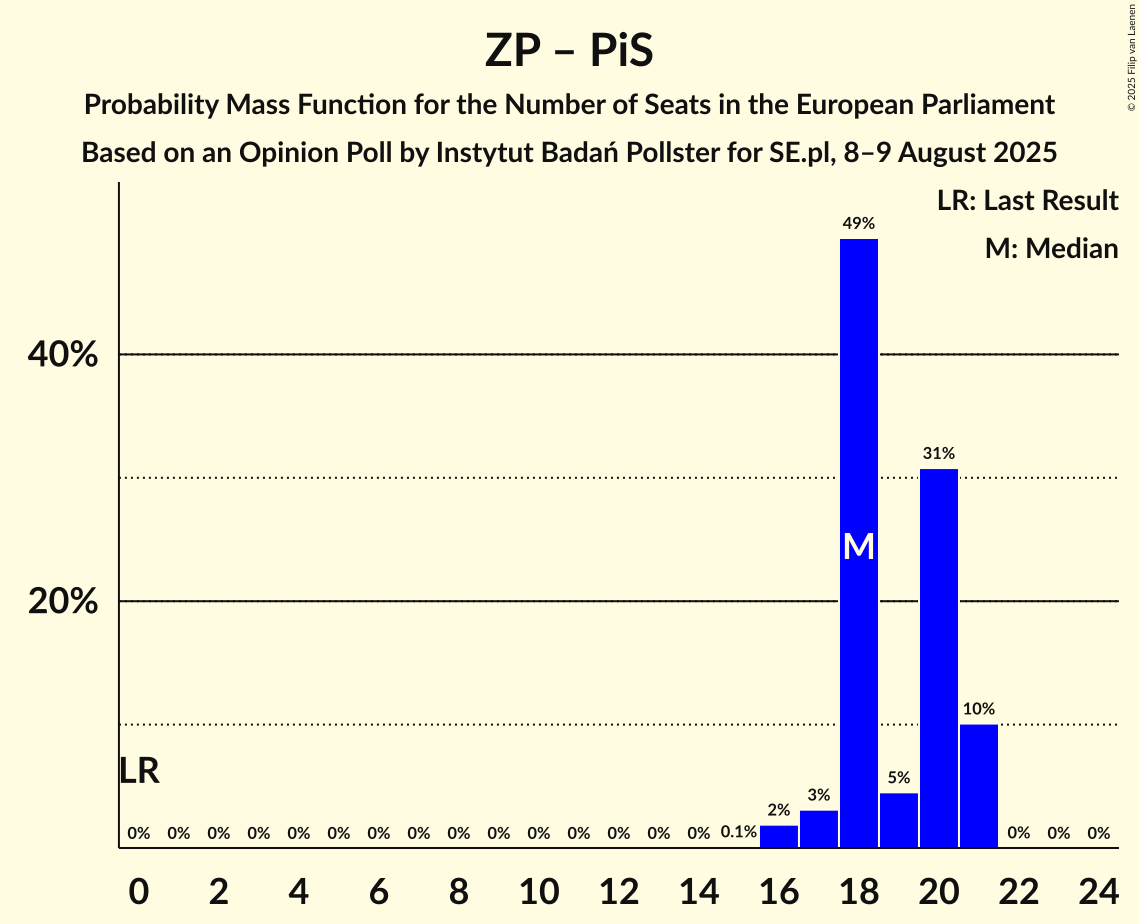 ZP – PiS
Probability Mass Function for the Number of Seats in the European Parliament
Based on an Opinion Poll by Instytut Badań Pollster for SE.pl, 8–9 August 2025
© 2025 Filip van Laenen
LR: Last Result
M: Median
49%
40%
31%
M
20%
10%
LR
5%
3%
2%
0% 0% 0% 0% 0% 0% 0% 0% 0% 0% 0% 0% 0% 0% 0% 0.1% 0% 0% 0%
0 2 4 6 8 10 12 14 16 18 20 22 24